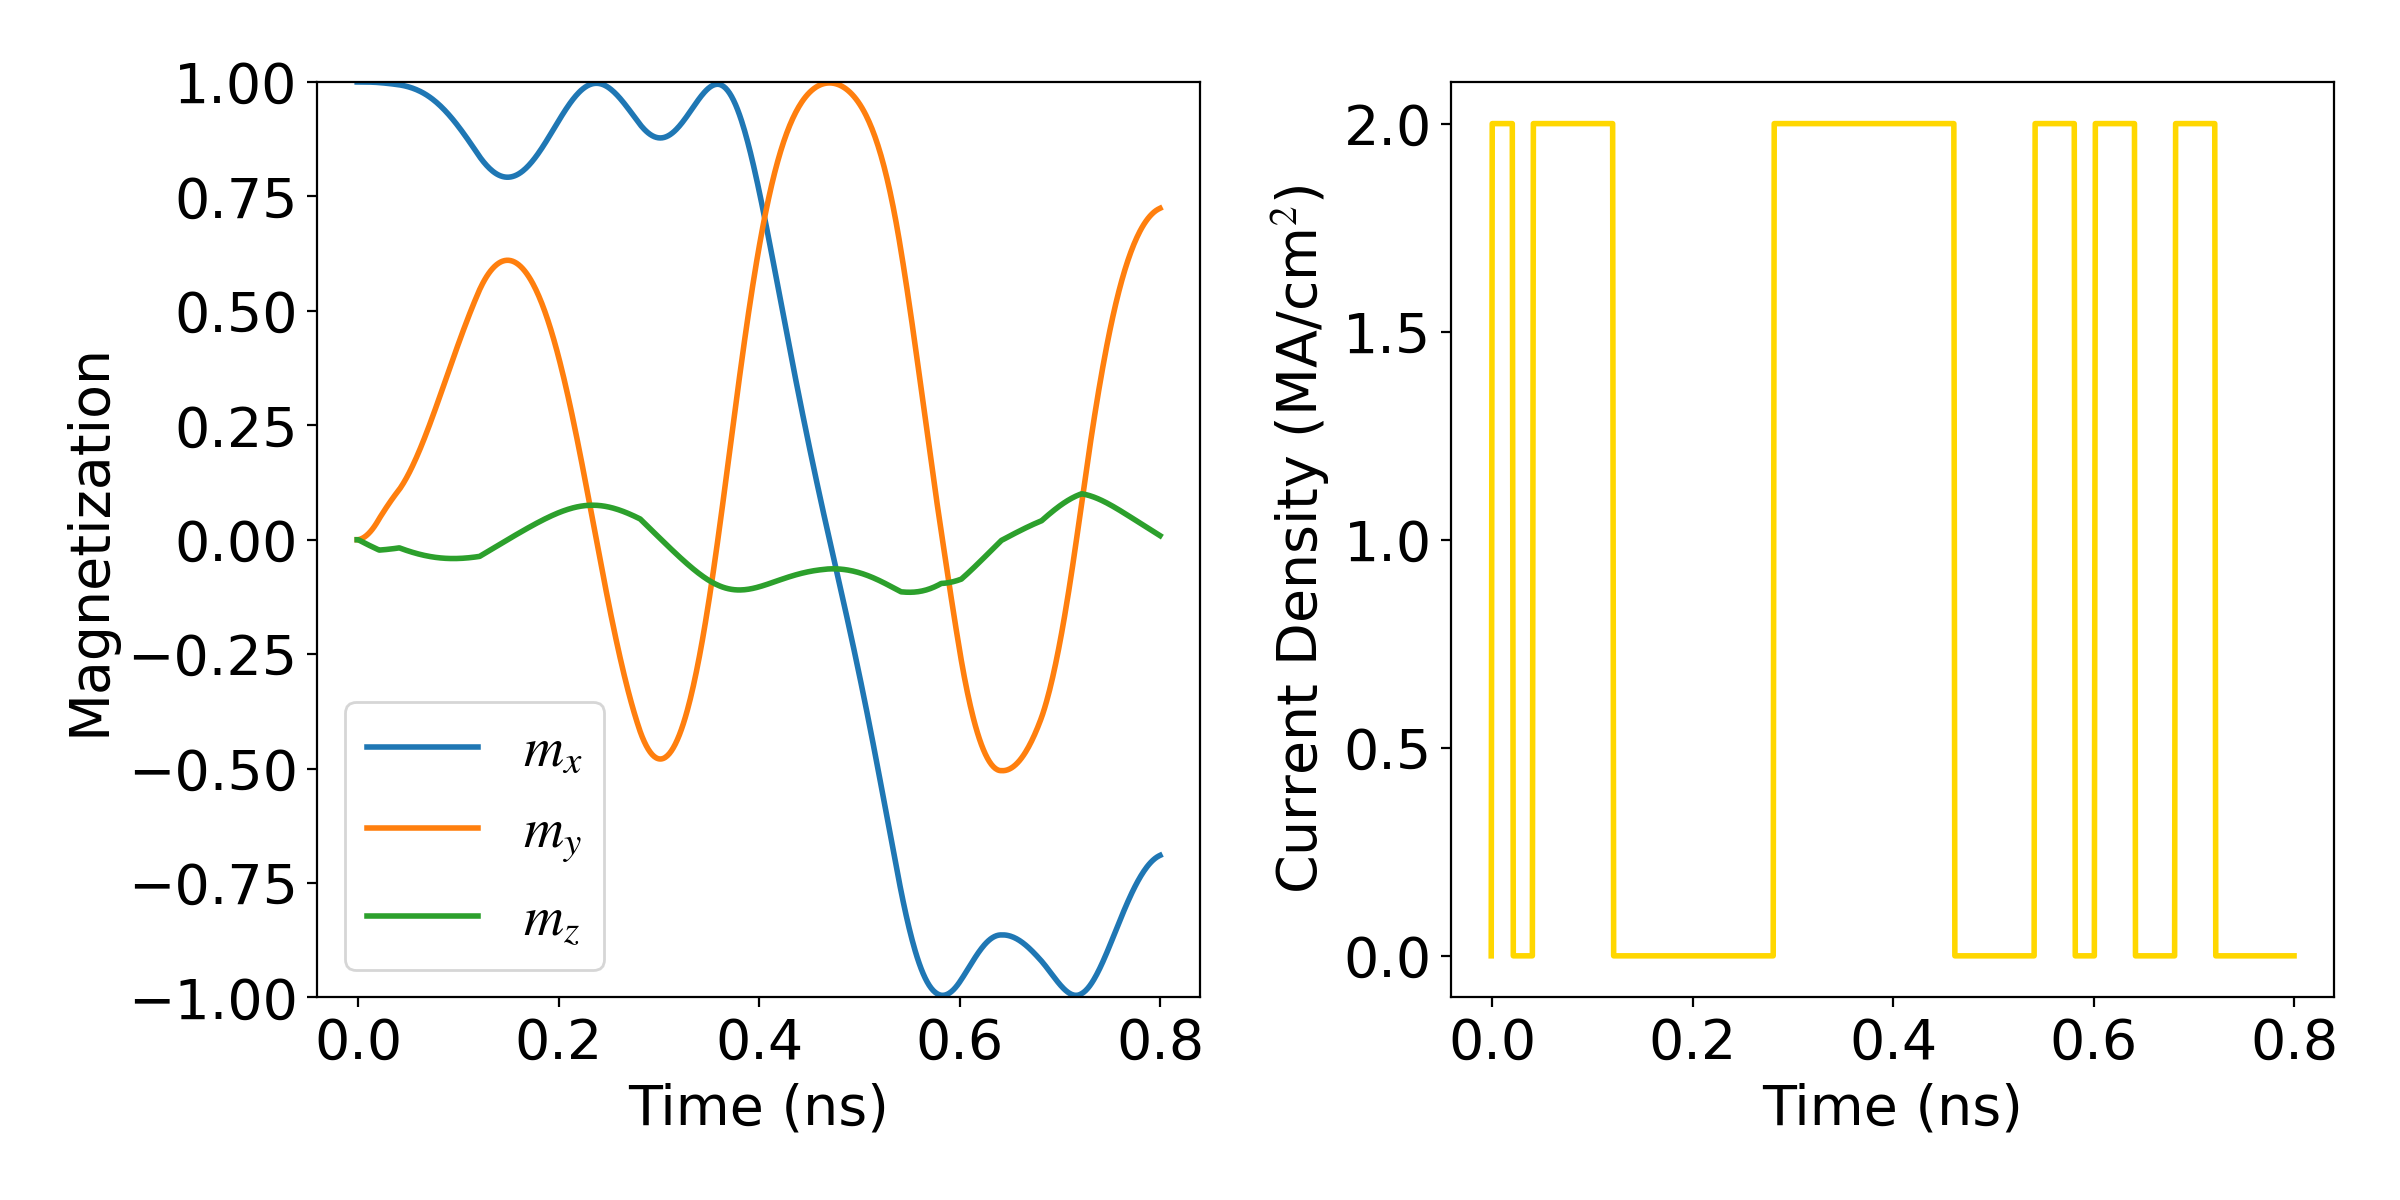 1.00
0.75
0.50
0.25
0.00
−0.25
−0.50
−0.75
−1.00
Magnetization
0.0 0.2 0.4 0.6 0.8
Time (ns)
m_x
m_y
m_z
2.0
1.5
1.0
0.5
0.0
Current Density (MA/cm²)
0.0 0.2 0.4 0.6 0.8
Time (ns)